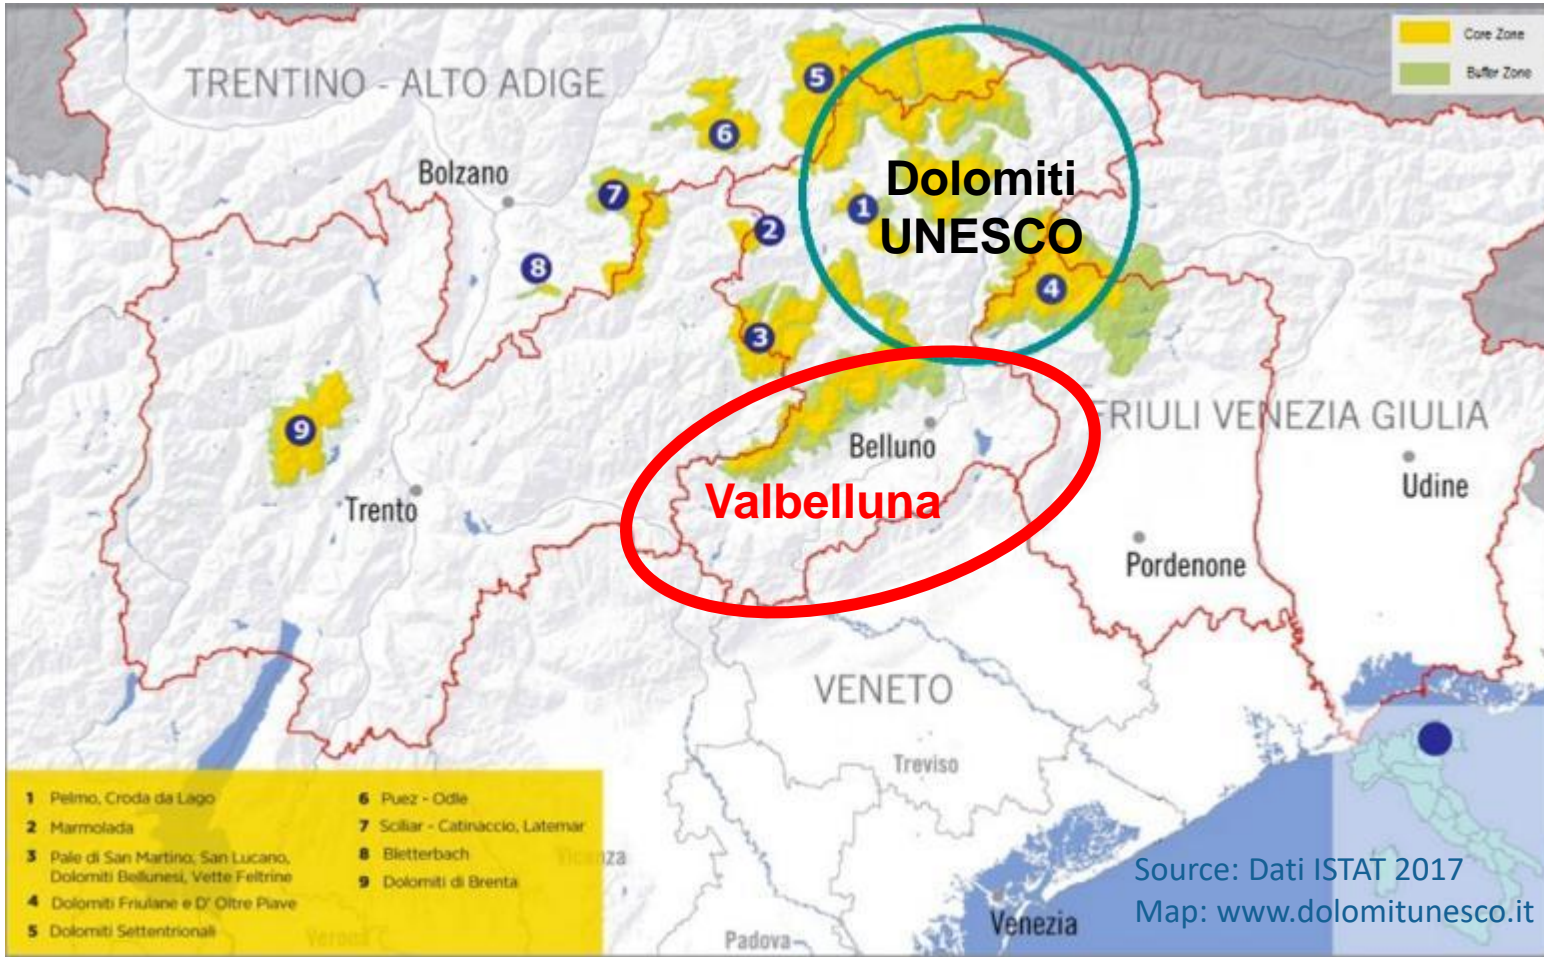 Core Zone
Buffer Zone
TRENTINO - ALTO ADIGE
5
6
Bolzano
7
Dolomiti
UNESCO
1
2
8
4
3
9
FRIULI VENEZIA GIULIA
Belluno
Udine
Valbelluna
Trento
Pordenone
VENETO
Treviso
Vicenza
Venezia
Padova
Verona
1 Pelmo, Croda da Lago
2 Marmolada
3 Pale di San Martino, San Lucano,
Dolomiti Bellunesi, Vette Feltrine
4 Dolomiti Friulane e D' Oltre Piave
5 Dolomiti Settentrionali
6 Puez - Odle
7 Sciliar - Catinaccio, Latemar
8 Bletterbach
9 Dolomiti di Brenta
Source: Dati ISTAT 2017
Map: www.dolomitunesco.it